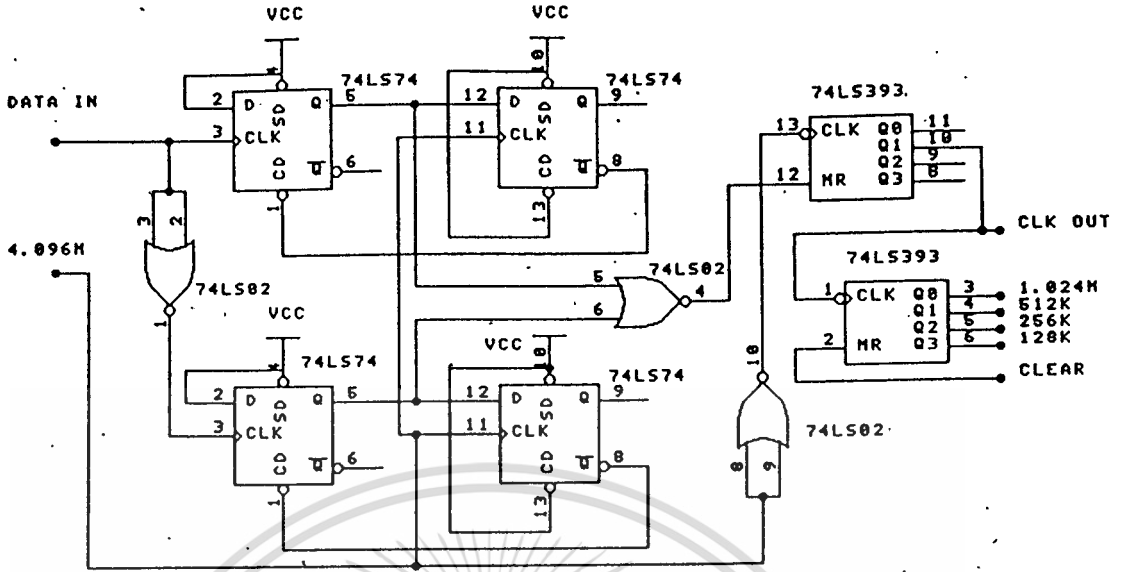 VCC
VCC
74LS74
74LS74
74LS393.
DATA IN
4
2 D SD Q 5
3 CLK
CD Q 6
1
10
12 D SD Q 9
11 CLK
CD Q 8
13
13 CLK Q0 11
Q1 10
Q2 9
12 MR Q3 8
CLK OUT
3 2
4.096M
74LS02
1
5
6
74LS02
4
74LS393
1 CLK Q0 3 1.024M
Q1 4 512K
Q2 5 256K
2 MR Q3 6 128K
CLEAR
VCC
74LS74
VCC
74LS74
4
2 D SD Q 5
3 CLK
CD Q 6
1
10
12 D SD Q 9
11 CLK
CD Q 8
13
10
74LS02
8 9